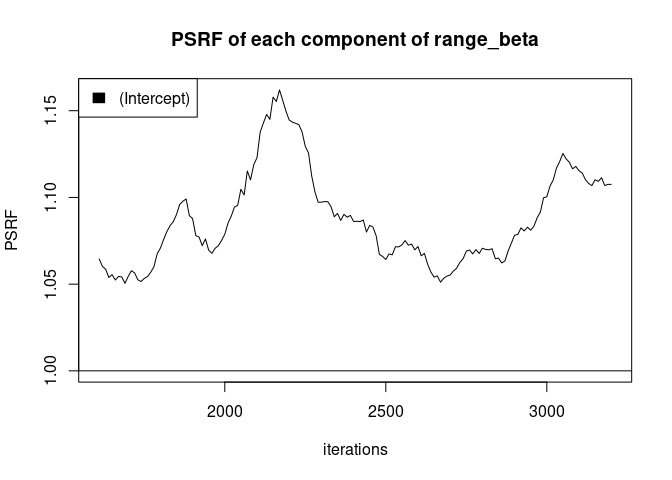 PSRF of each component of range_beta
(Intercept)
PSRF
1.15
1.10
1.05
1.00
2000 2500 3000
iterations